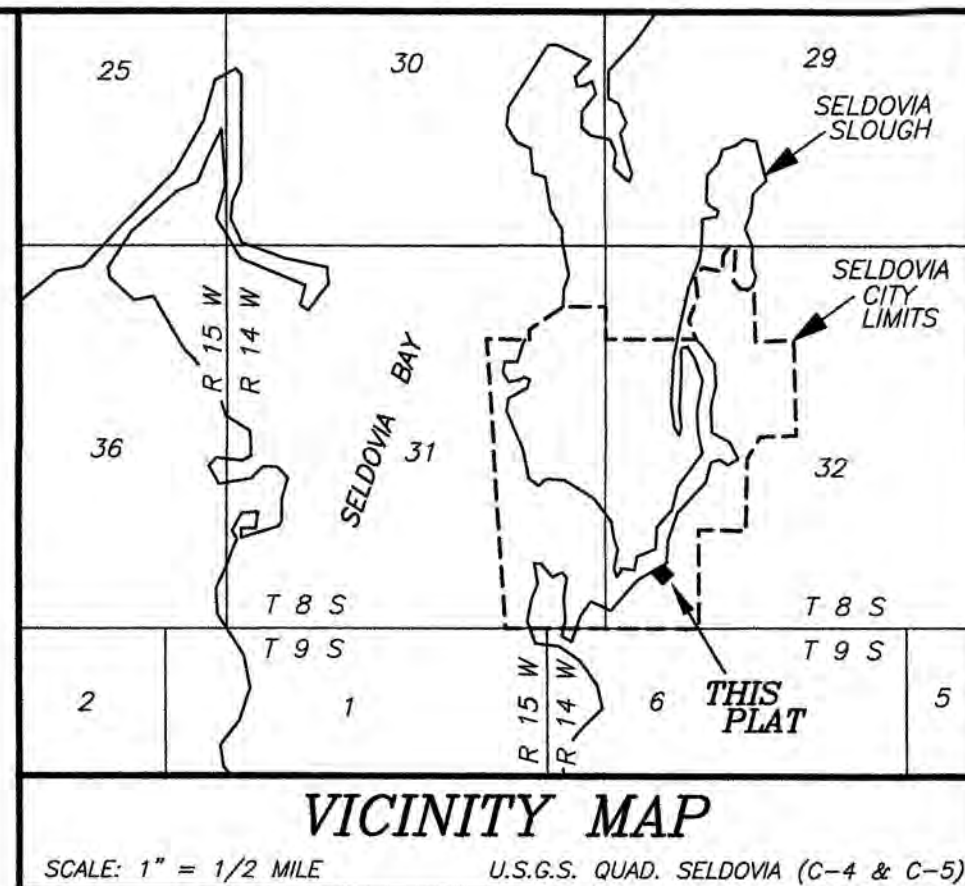 25
30
29
SELDOVIA
SLOUGH
SELDOVIA
CITY
LIMITS
R 15 W
R 14 W
SELDOVIA BAY
36
31
32
T 8 S
T 8 S
T 9 S
T 9 S
2
1
R 15 W
R 14 W
6
THIS
PLAT
5
VICINITY MAP
SCALE: 1" = 1/2 MILE
U.S.G.S. QUAD. SELDOVIA (C-4 & C-5)